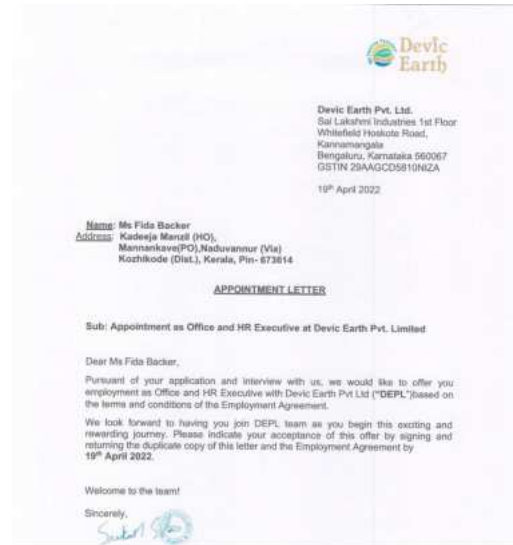 Devic
Earth
Devic Earth Pvt. Ltd.
Sai Lakshmi Industries 1st Floor
Whitefield Hoskote Road,
Kannamangala
Bengaluru, Karnataka 560067
GSTIN 29AAGCD5810NIZA
19th April 2022
Name: Ms Fida Backer
Address: Kadeeja Manzil (HO),
Mannankave(PO),Naduvannur (Via)
Kozhikode (Dist.), Kerala, Pin- 673614
APPOINTMENT LETTER
Sub: Appointment as Office and HR Executive at Devic Earth Pvt. Limited
Dear Ms Fida Backer,
Pursuant of your application and interview with us, we would like to offer you
employment as Office and HR Executive with Devic Earth Pvt Ltd ("DEPL")based on
the terms and conditions of the Employment Agreement.
We look forward to having you join DEPL team as you begin this exciting and
rewarding journey. Please indicate your acceptance of this offer by signing and
returning the duplicate copy of this letter and the Employment Agreement by
19th April 2022.
Welcome to the team!
Sincerely,